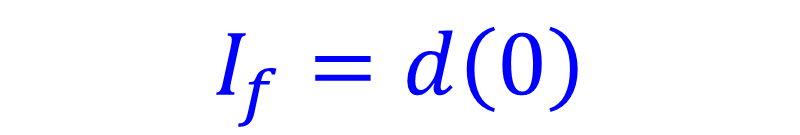 I_f = d(0)